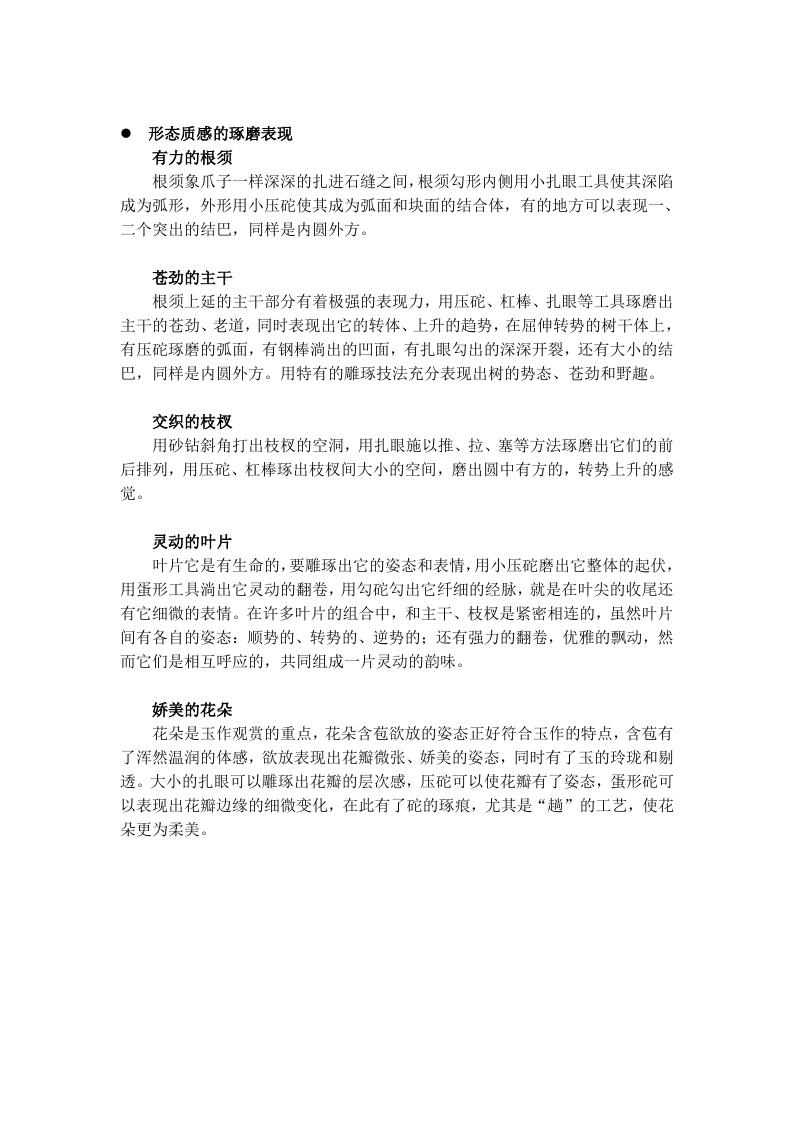 ● 形态质感的琢磨表现
有力的根须
根须象爪子一样深深的扎进石缝之间，根须勾形内侧用小扎眼工具使其深陷
成为弧形，外形用小压砣使其成为弧面和块面的结合体，有的地方可以表现一、
二个突出的结巴，同样是内圆外方。
苍劲的主干
根须上延的主干部分有着极强的表现力，用压砣、杠棒、扎眼等工具琢磨出
主干的苍劲、老道，同时表现出它的转体、上升的趋势，在屈伸转势的树干体上，
有压砣琢磨的弧面，有钢棒淌出的凹面，有扎眼勾出的深深开裂，还有大小的结
巴，同样是内圆外方。用特有的雕琢技法充分表现出树的势态、苍劲和野趣。
交织的枝杈
用砂钻斜角打出枝杈的空洞，用扎眼施以推、拉、塞等方法琢磨出它们的前
后排列，用压砣、杠棒琢出枝杈间大小的空间，磨出圆中有方的，转势上升的感
觉。
灵动的叶片
叶片它是有生命的，要雕琢出它的姿态和表情，用小压砣磨出它整体的起伏，
用蛋形工具淌出它灵动的翻卷，用勾砣勾出它纤细的经脉，就是在叶尖的收尾还
有它细微的表情。在许多叶片的组合中，和主干、枝杈是紧密相连的，虽然叶片
间有各自的姿态：顺势的、转势的、逆势的；还有强力的翻卷，优雅的飘动，然
而它们是相互呼应的，共同组成一片灵动的韵味。
娇美的花朵
花朵是玉作观赏的重点，花朵含苞欲放的姿态正好符合玉作的特点，含苞有
了浑然温润的体感，欲放表现出花瓣微张、娇美的姿态，同时有了玉的玲珑和剔
透。大小的扎眼可以雕琢出花瓣的层次感，压砣可以使花瓣有了姿态，蛋形砣可
以表现出花瓣边缘的细微变化，在此有了砣的琢痕，尤其是“趟”的工艺，使花
朵更为柔美。